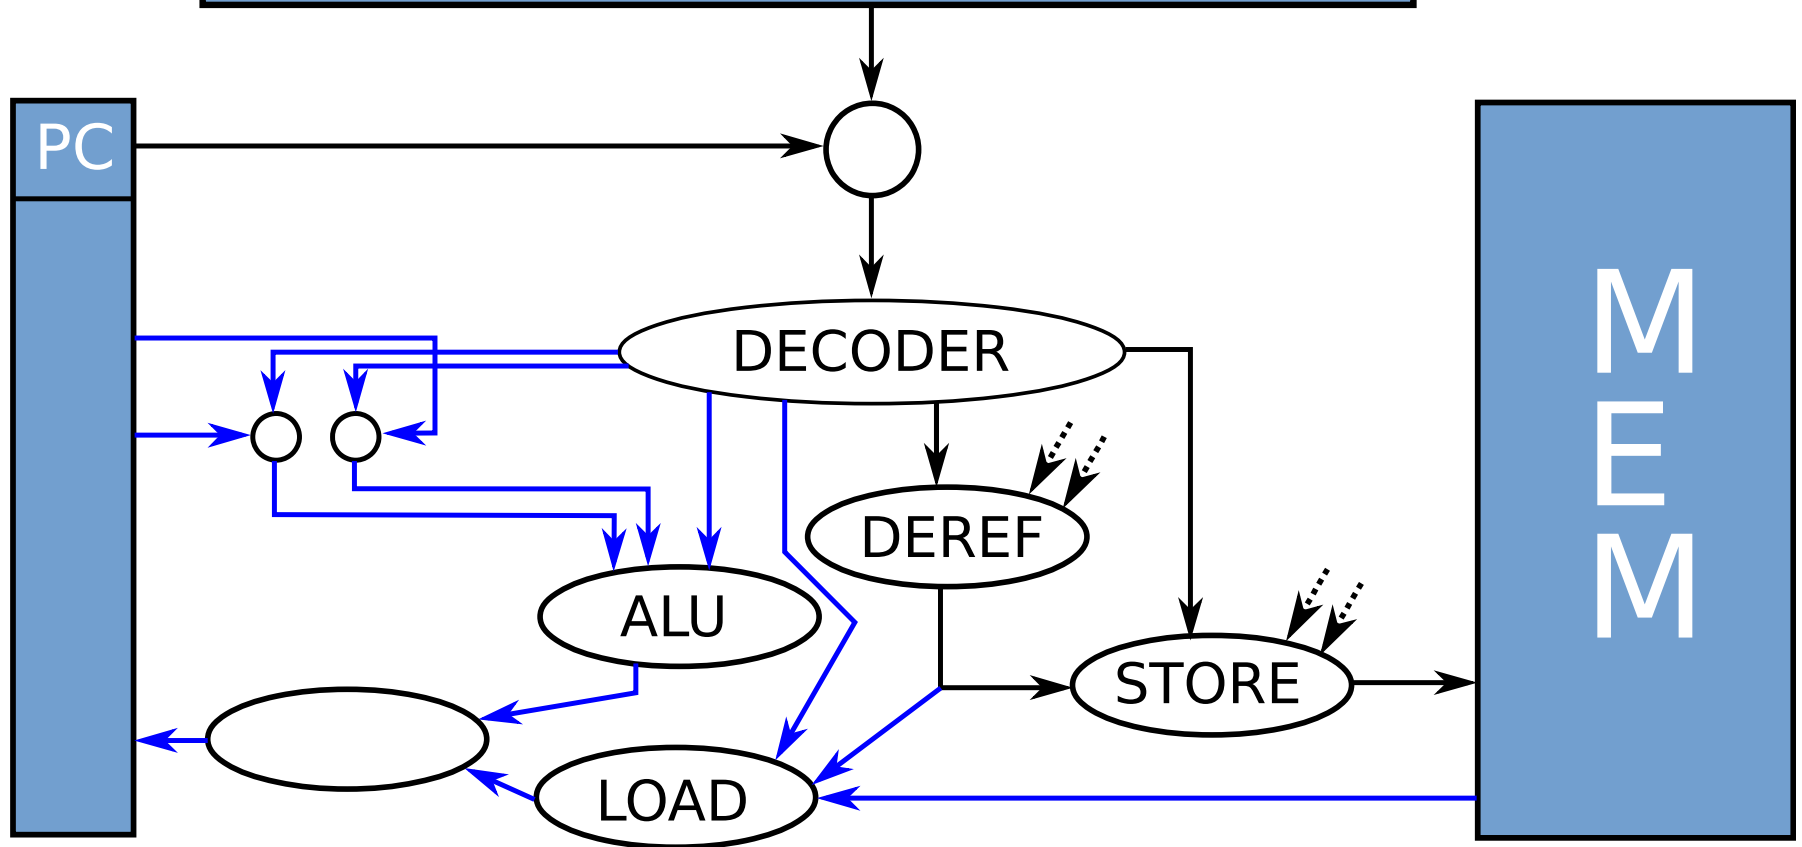 PC
DECODER
DEREF
ALU
STORE
LOAD
M
E
M